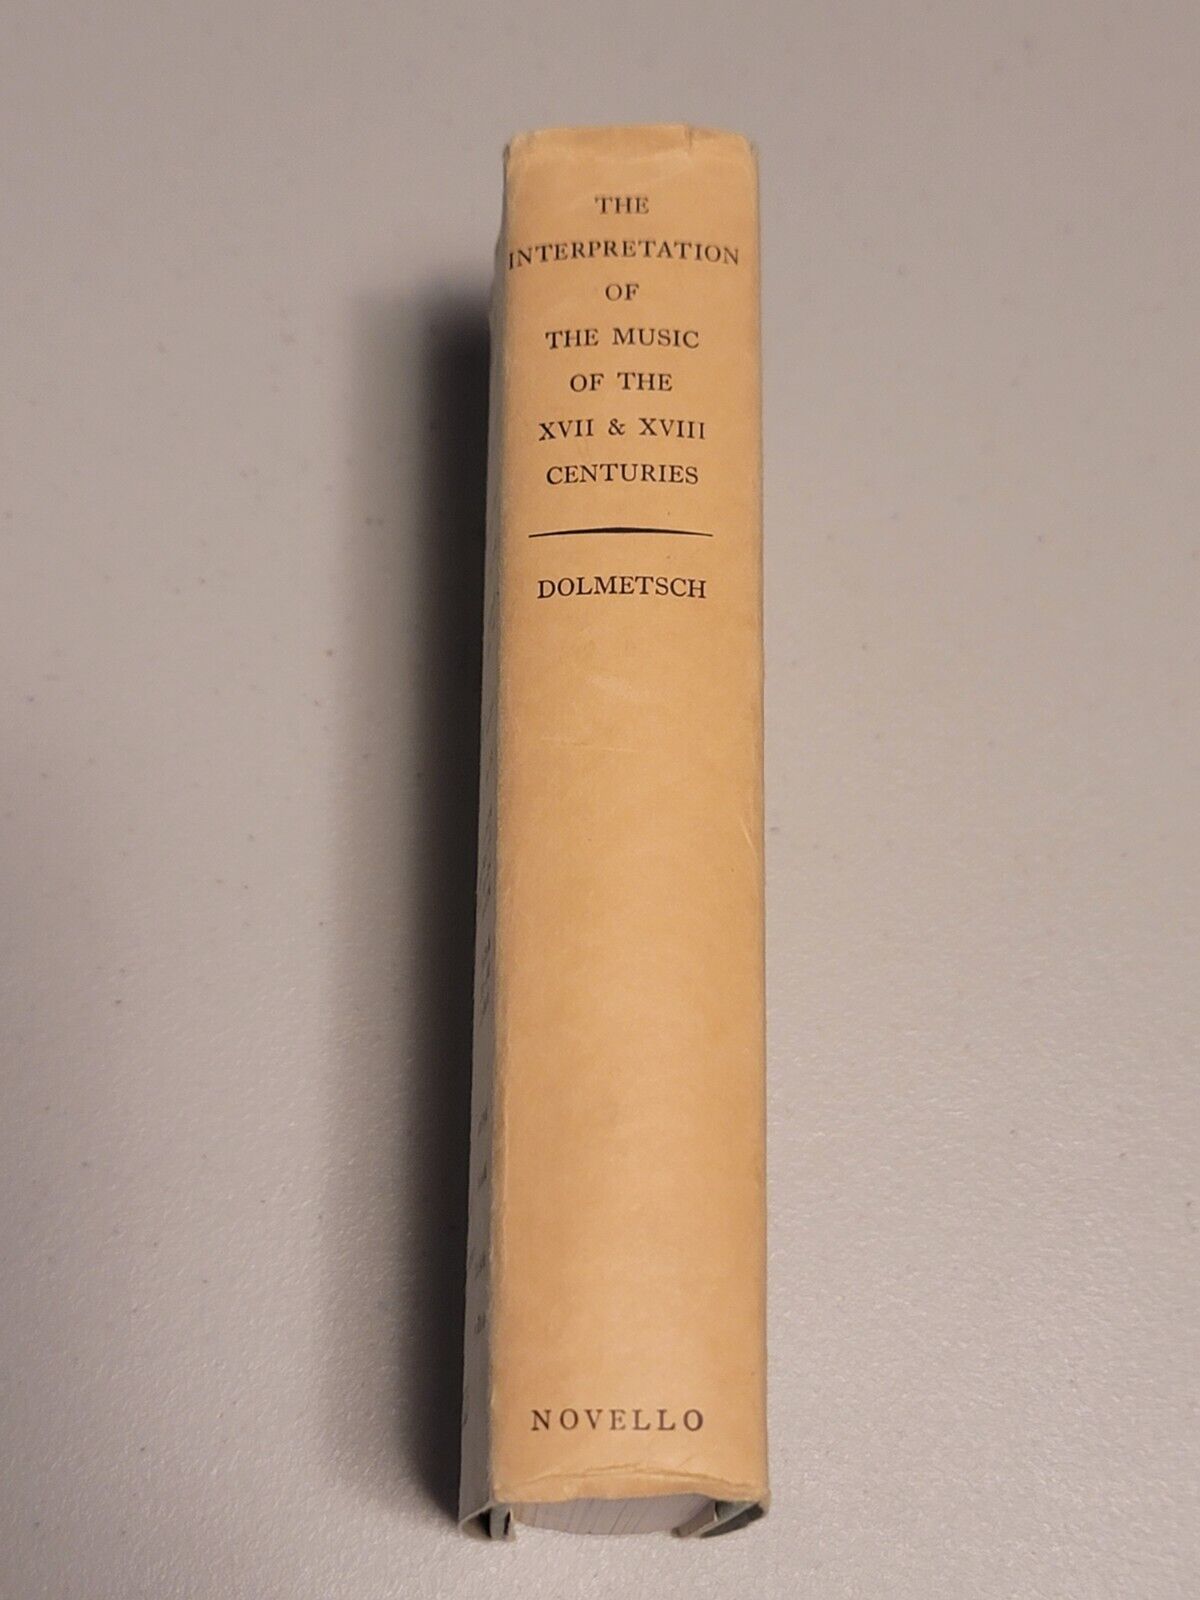 THE
INTERPRETATION
OF
THE MUSIC
OF THE
XVII & XVIII
CENTURIES
DOLMETSCH
NOVELLO